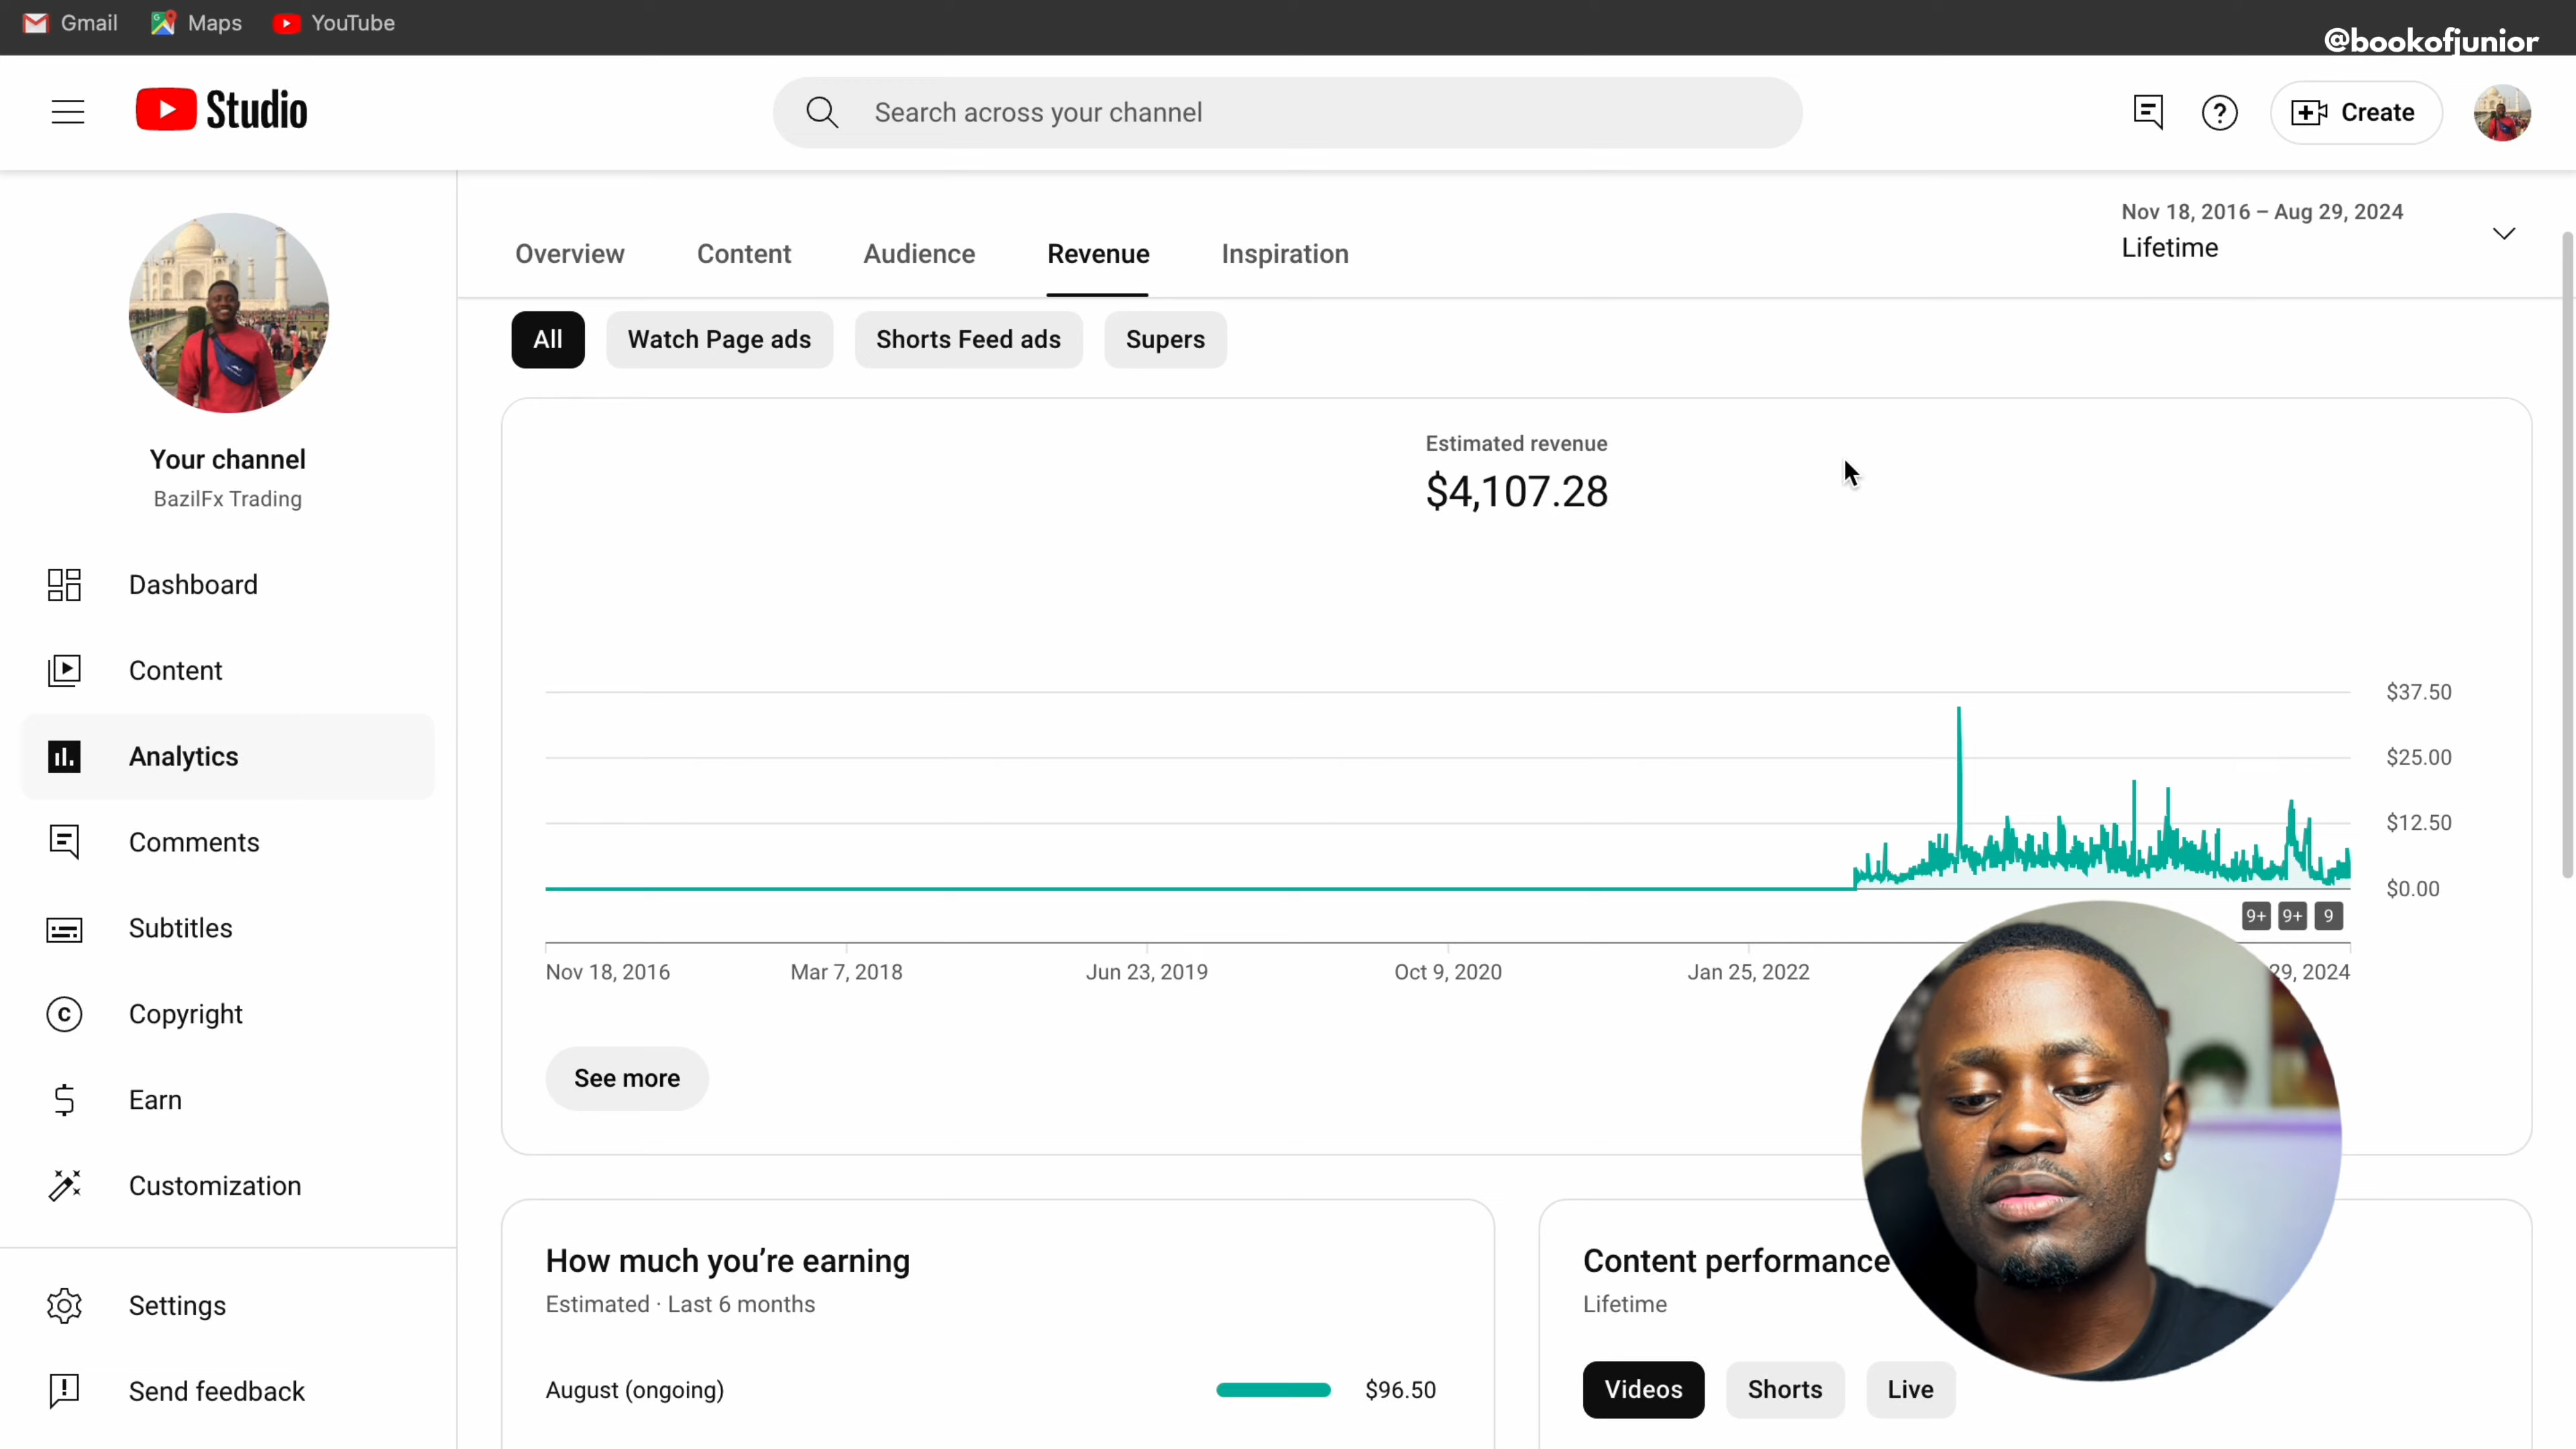 Gmail
Maps
YouTube
@bookofjunior
Studio
Search across your channel
Create
Your channel
BazilFx Trading
Dashboard
Content
Analytics
Comments
Subtitles
Copyright
Earn
Customization
Settings
Send feedback
Overview
Content
Audience
Revenue
Inspiration
Nov 18, 2016 – Aug 29, 2024
Lifetime
All
Watch Page ads
Shorts Feed ads
Supers
Estimated revenue
$4,107.28
$37.50
$25.00
$12.50
$0.00
9+ 9+ 9
Nov 18, 2016
Mar 7, 2018
Jun 23, 2019
Oct 9, 2020
Jan 25, 2022
29, 2024
See more
How much you’re earning
Estimated · Last 6 months
August (ongoing)
$96.50
Content performance
Lifetime
Videos
Shorts
Live